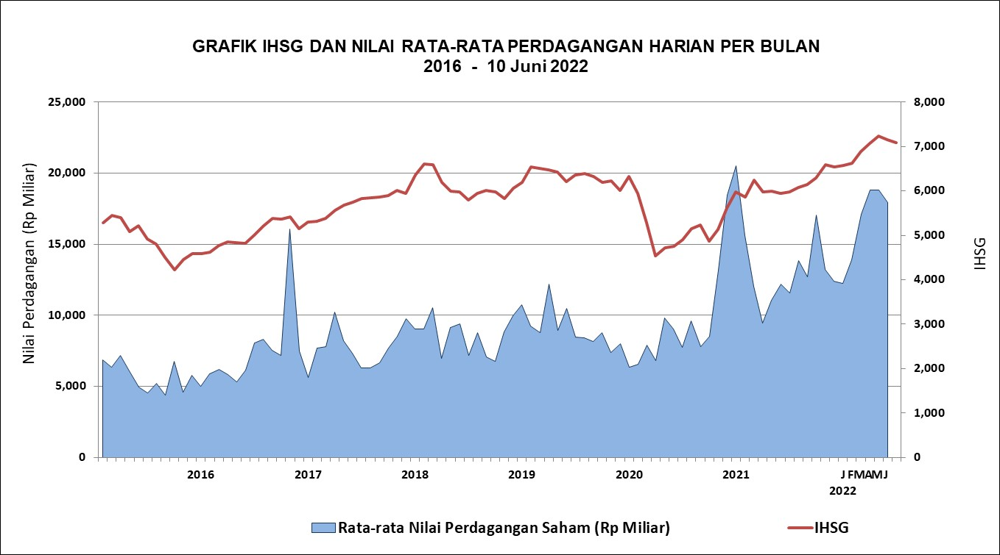 GRAFIK IHSG DAN NILAI RATA-RATA PERDAGANGAN HARIAN PER BULAN
2016 - 10 Juni 2022
Nilai Perdagangan (Rp Miliar)
25,000
20,000
15,000
10,000
5,000
0
8,000
7,000
6,000
5,000
4,000
3,000
2,000
1,000
0
IHSG
2016 2017 2018 2019 2020 2021 J FMAMJ
2022
Rata-rata Nilai Perdagangan Saham (Rp Miliar) IHSG